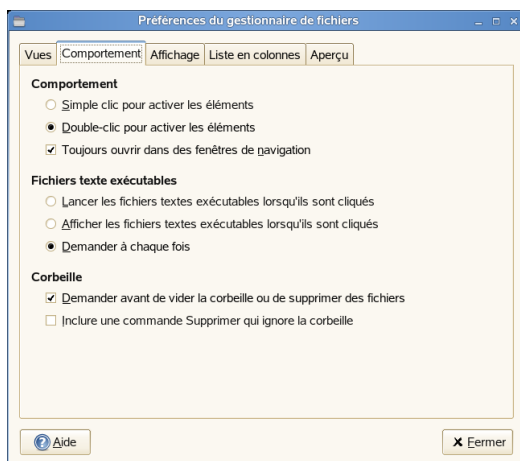 Préférences du gestionnaire de fichiers
Vues Comportement Affichage Liste en colonnes Aperçu
Comportement
Simple clic pour activer les éléments
Double-clic pour activer les éléments
Toujours ouvrir dans des fenêtres de navigation
Fichiers texte exécutables
Lancer les fichiers textes exécutables lorsqu'ils sont cliqués
Afficher les fichiers textes exécutables lorsqu'ils sont cliqués
Demander à chaque fois
Corbeille
Demander avant de vider la corbeille ou de supprimer des fichiers
Inclure une commande Supprimer qui ignore la corbeille
Aide Fermer